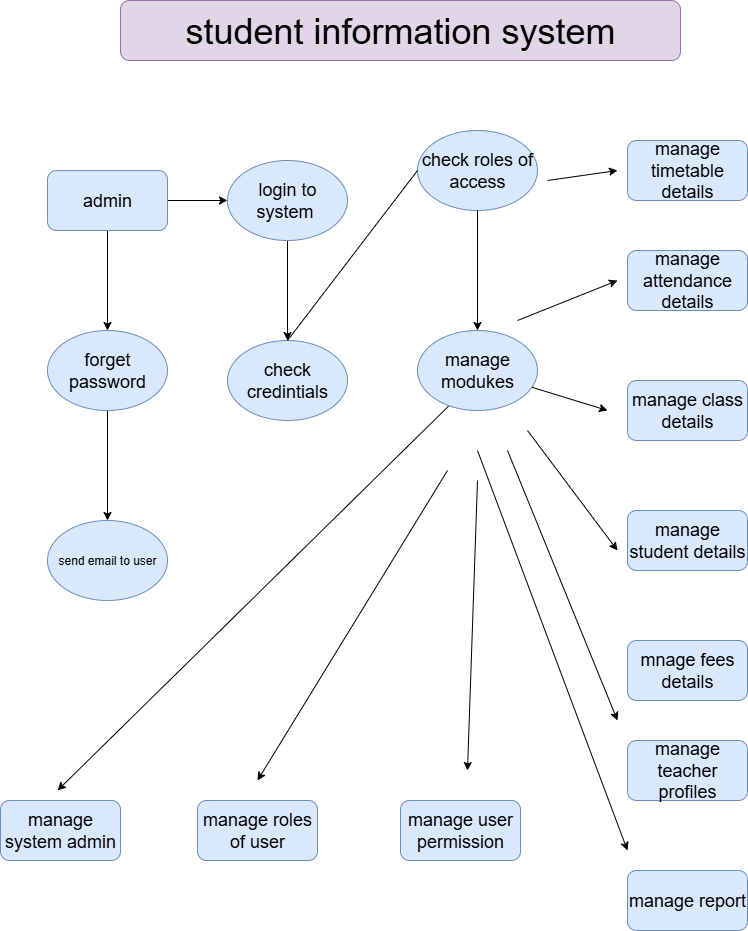 student information system
admin
login to
system
check roles of
access
manage
timetable
details
manage
attendance
details
forget
password
check
credintials
manage
modukes
manage class
details
send email to user
manage
student details
mnage fees
details
manage
teacher
profiles
manage
system admin
manage roles
of user
manage user
permission
manage report